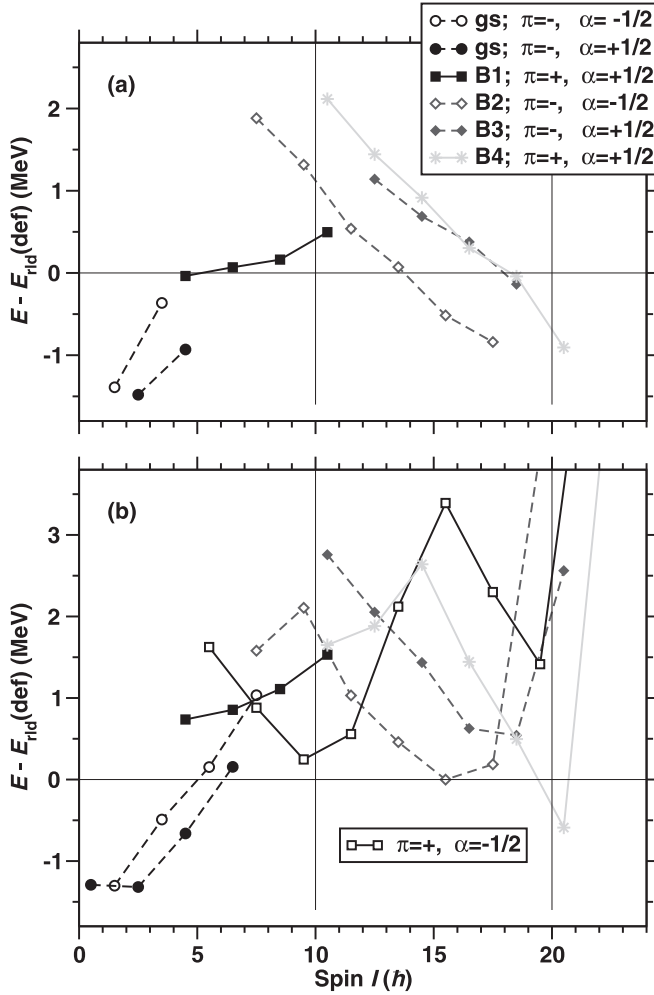 gs; π=-, α= -1/2
gs; π=-, α=+1/2
B1; π=+, α=+1/2
B2; π=-, α=-1/2
B3; π=-, α=+1/2
B4; π=+, α=+1/2
(a)
2
1
0
-1
E - Erld(def) (MeV)
(b)
3
2
1
0
-1
E - Erld(def) (MeV)
π=+, α=-1/2
0 5 10 15 20
Spin I (ħ)